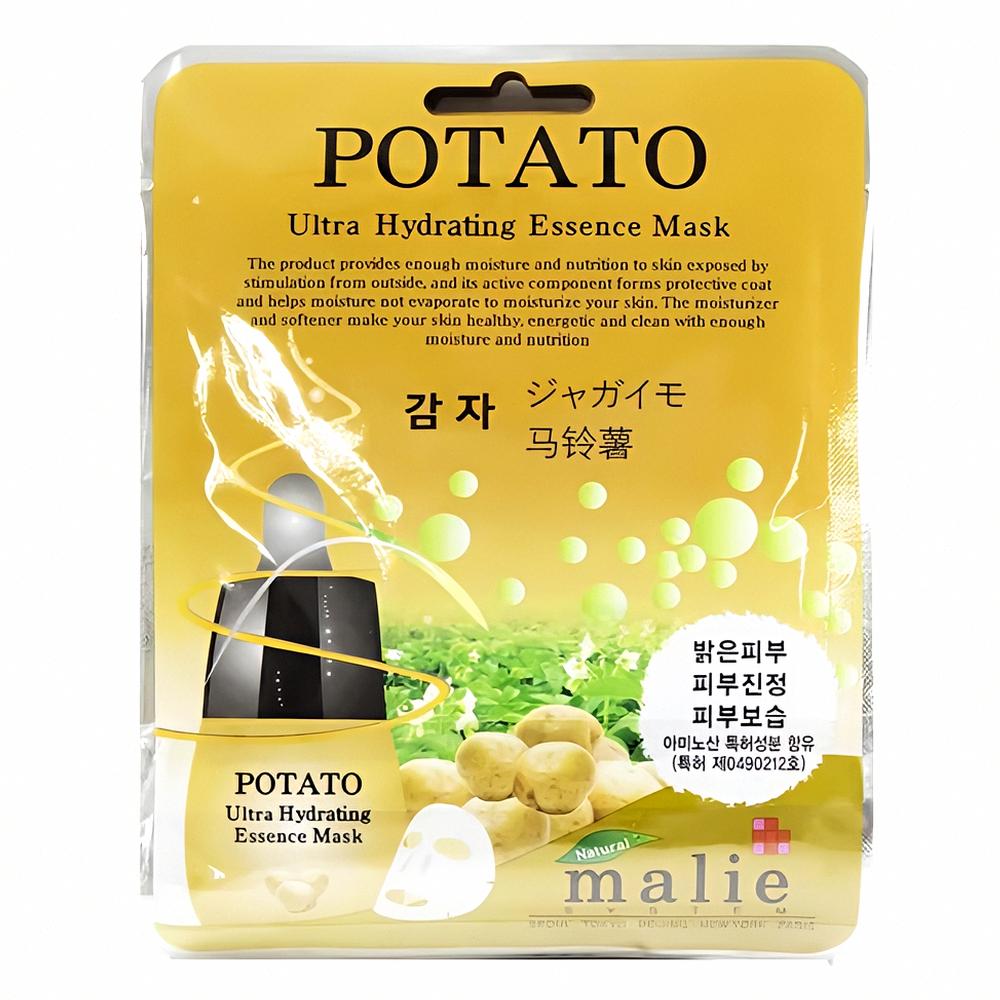 POTATO
Ultra Hydrating Essence Mask
The product provides enough moisture and nutrition to skin exposed by
stimulation from outside, and its active component forms protective coat
and helps moisture not evaporate to moisturize your skin. The moisturizer
and softener make your skin healthy, energetic and clean with enough
moisture and nutrition
감자
ジャガイモ
马铃薯
밝은피부
피부진정
피부보습
아미노산 특허성분 함유
(특허 제0490212호)
POTATO
Ultra Hydrating
Essence Mask
Natural
malie
SYSTEM